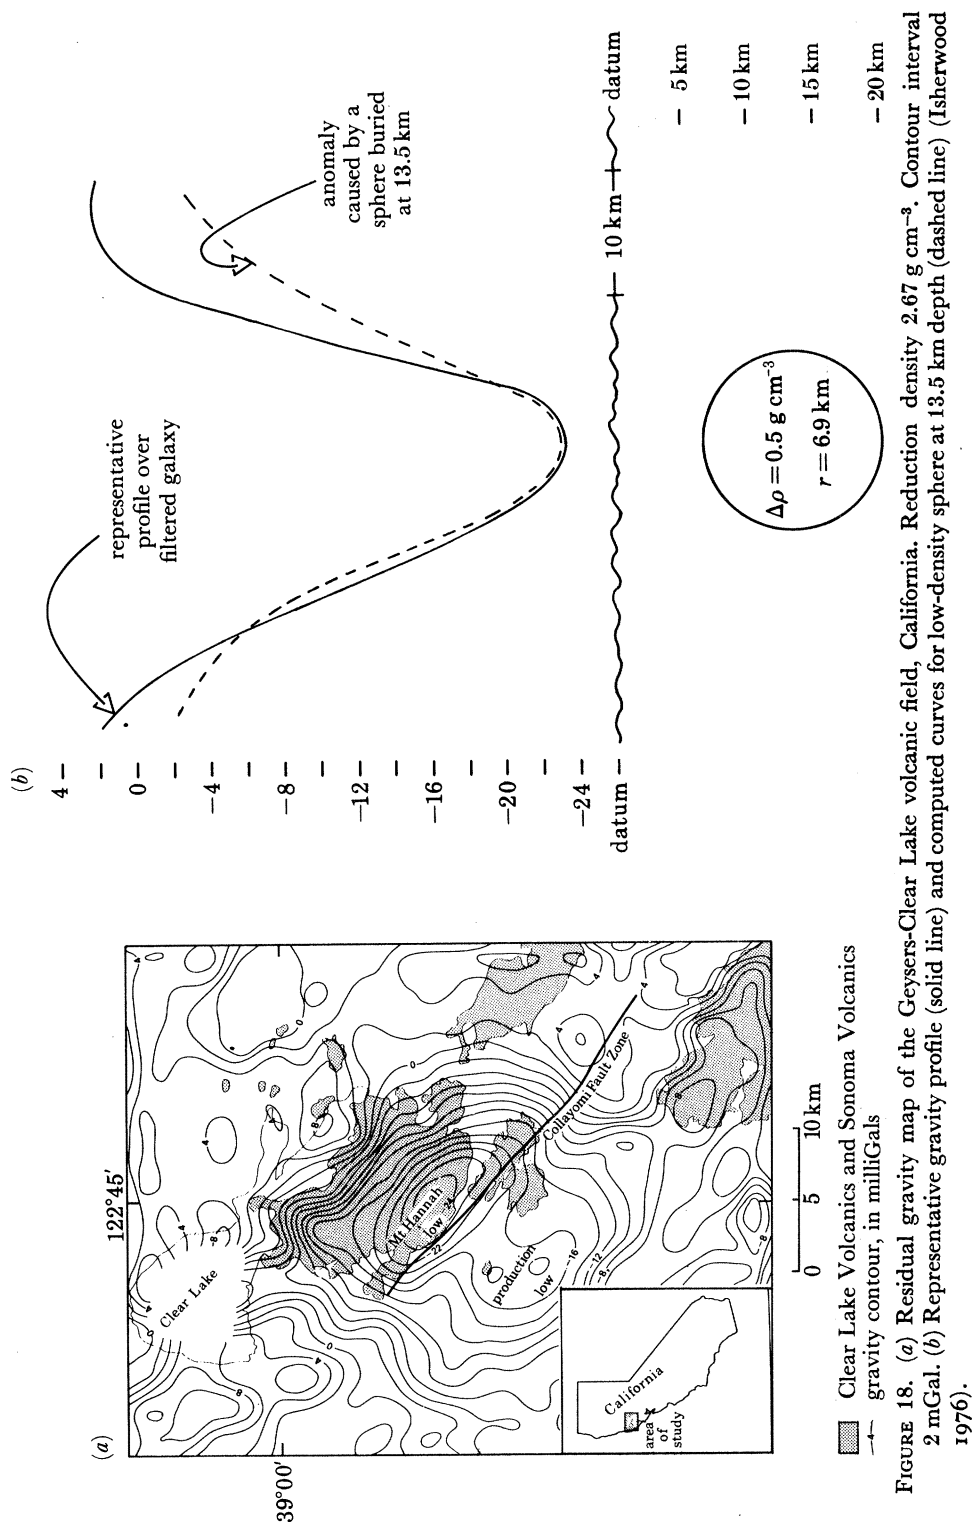 (a)
122°45′
39°00′
Clear Lake
Mt Hannah
low
24
22
production
low
Collayomi Fault Zone
16
12
8
4
0
California
area
of
study
0 5 10 km
Clear Lake Volcanics and Sonoma Volcanics
—4— gravity contour, in milliGals
(b)
4
0
−4
−8
−12
−16
−20
−24
datum
representative
profile over
filtered galaxy
anomaly
caused by a
sphere buried
at 13.5 km
10 km
datum
5 km
10 km
15 km
20 km
Δρ = 0.5 g cm⁻³
r = 6.9 km
FIGURE 18. (a) Residual gravity map of the Geysers-Clear Lake volcanic field, California. Reduction density 2.67 g cm⁻³. Contour interval
2 mGal. (b) Representative gravity profile (solid line) and computed curves for low-density sphere at 13.5 km depth (dashed line) (Isherwood
1976).